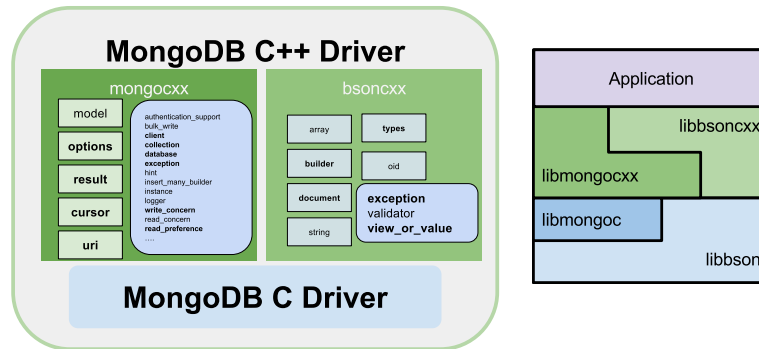 MongoDB C++ Driver
mongocxx
model
options
result
cursor
uri
authentication_support
bulk_write
client
collection
database
exception
hint
insert_many_builder
instance
logger
write_concern
read_concern
read_preference
....
bsoncxx
array
types
builder
oid
document
string
exception
validator
view_or_value
MongoDB C Driver
Application
libbsoncxx
libmongocxx
libmongoc
libbson